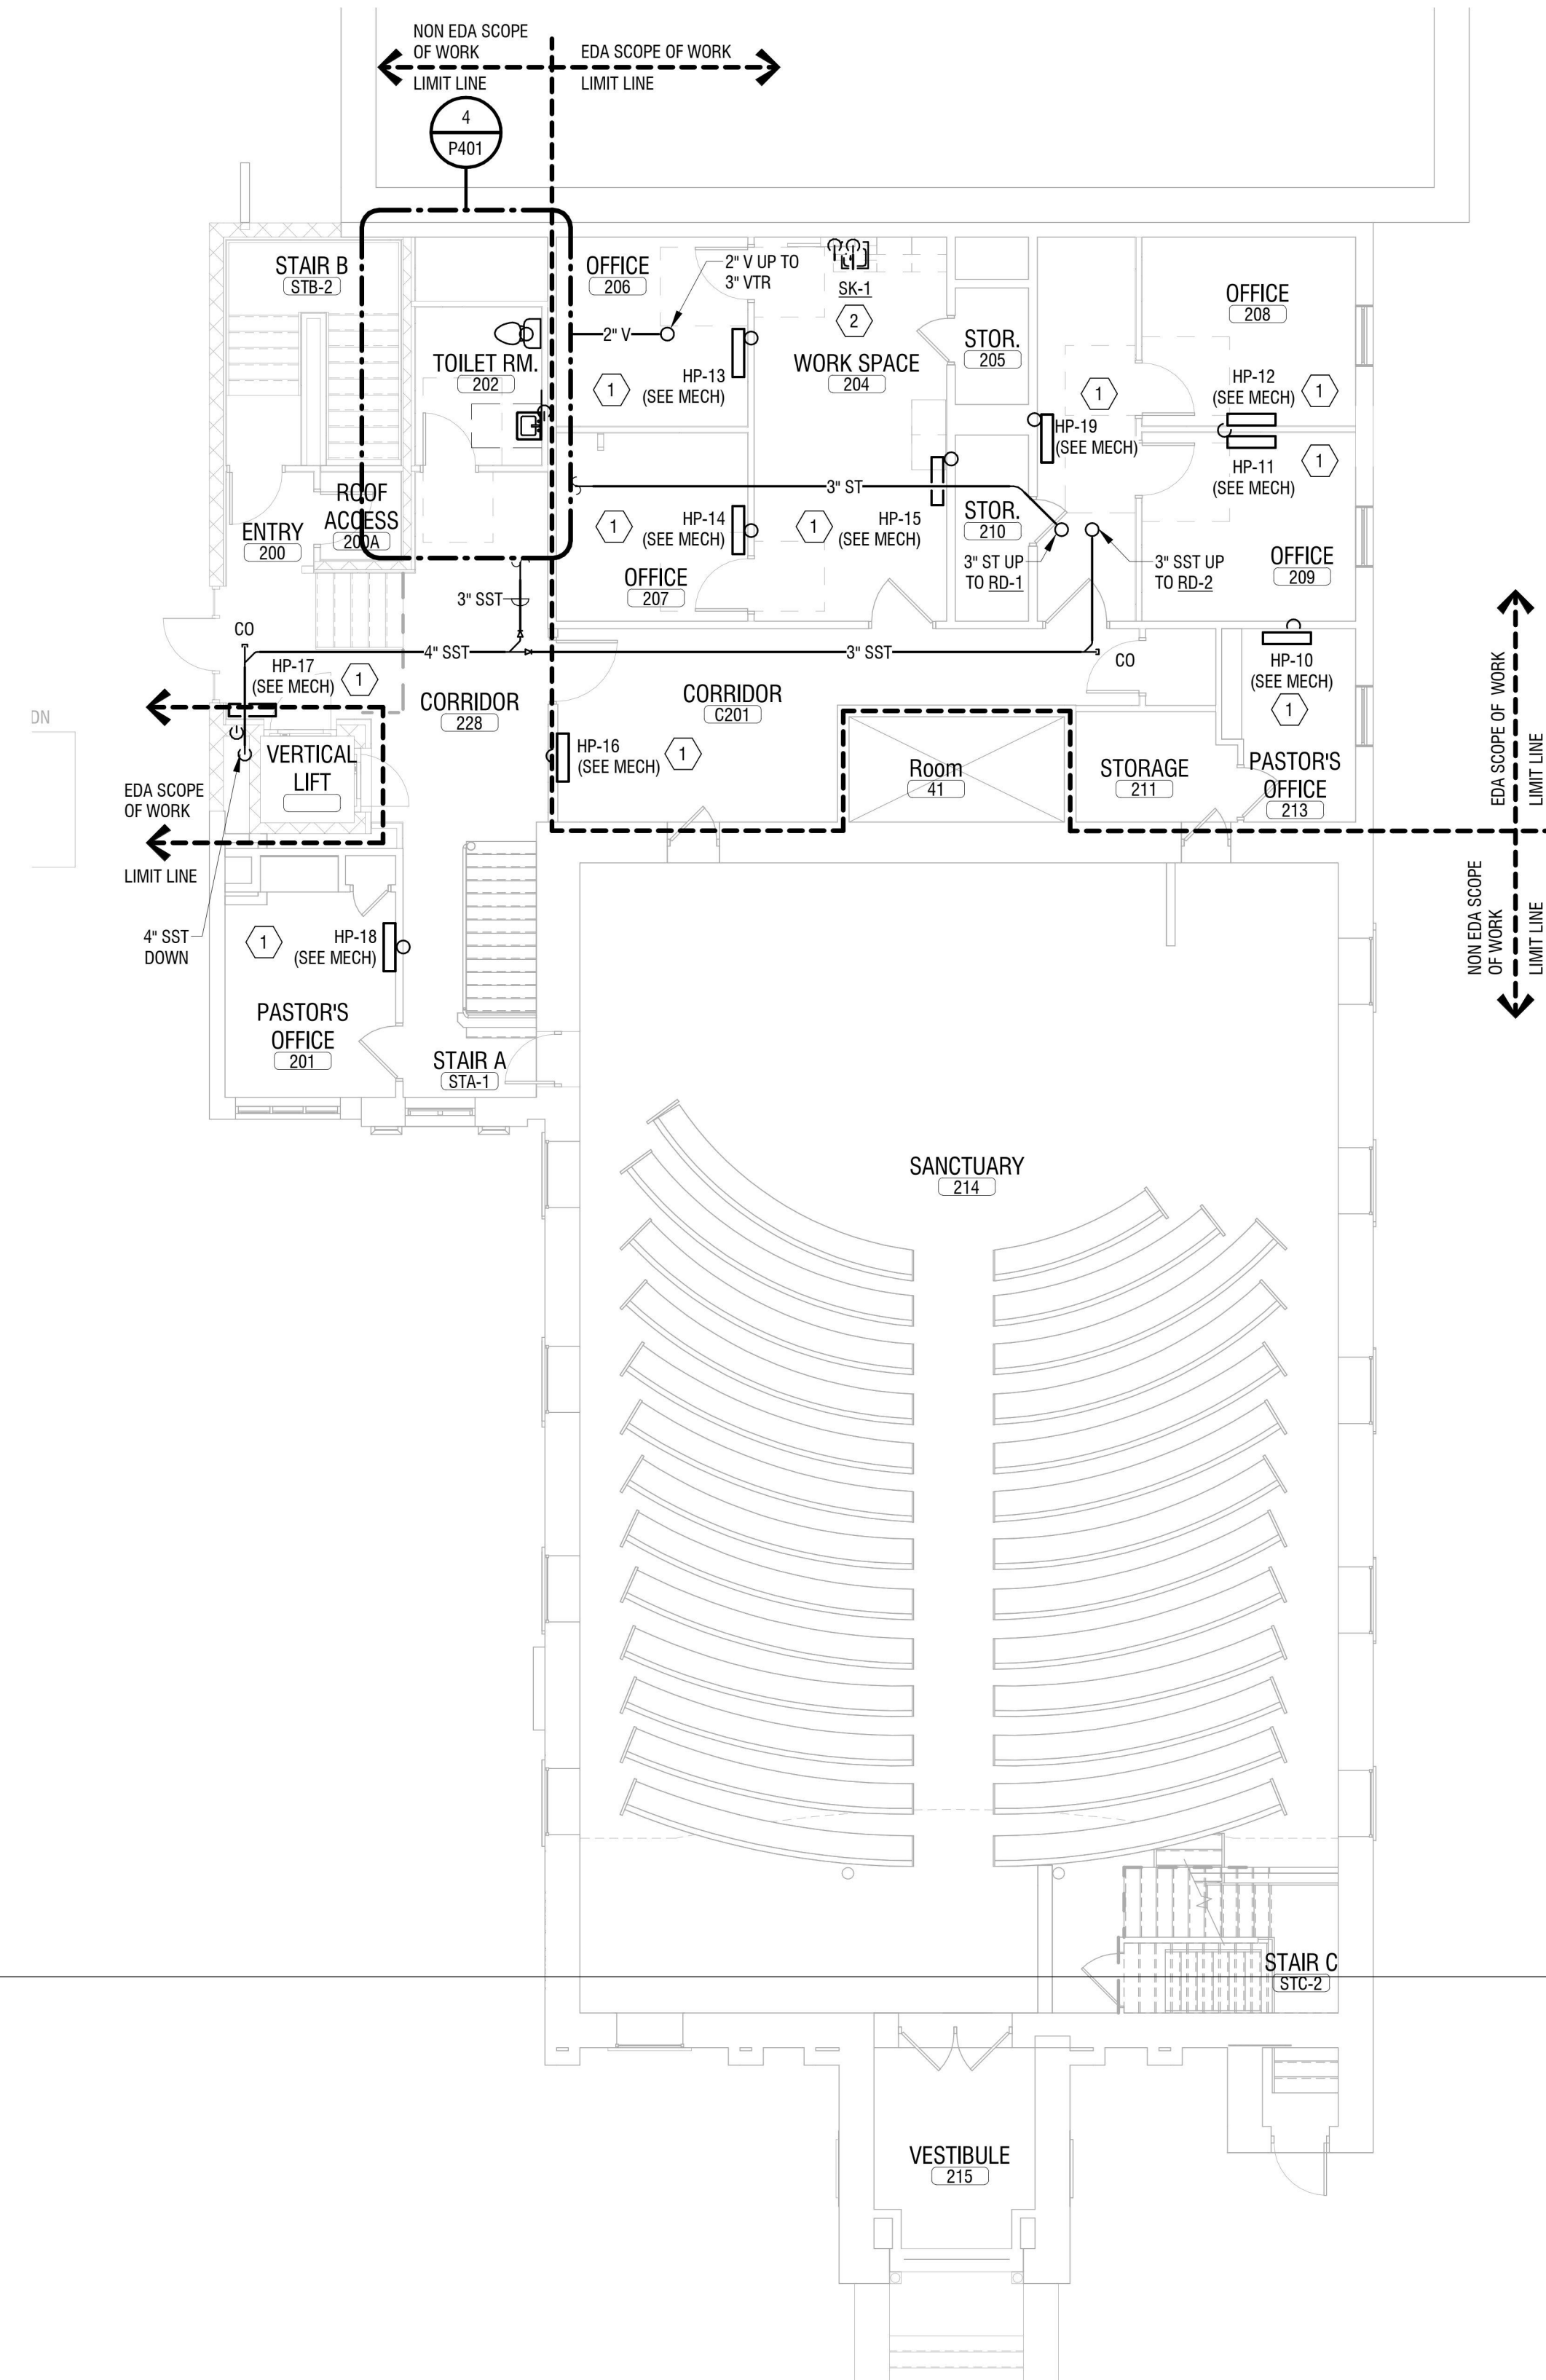 NON EDA SCOPE
OF WORK
LIMIT LINE
EDA SCOPE OF WORK
LIMIT LINE
4
P401
STAIR B
STB-2
OFFICE
206
2" V UP TO
3" VTR
2" V
SK-1
2
WORK SPACE
204
STOR.
205
OFFICE
208
TOILET RM.
202
1
HP-13
(SEE MECH)
1
HP-12
(SEE MECH)
1
HP-19
(SEE MECH)
HP-11
(SEE MECH)
1
3" ST
ROOF
ACCESS
200A
ENTRY
200
1
HP-14
(SEE MECH)
1
HP-15
(SEE MECH)
STOR.
210
OFFICE
207
3" ST UP
TO RD-1
3" SST UP
TO RD-2
OFFICE
209
3" SST
CO
4" SST
3" SST
CO
HP-17
(SEE MECH)
1
CORRIDOR
228
CORRIDOR
C201
HP-10
(SEE MECH)
1
DN
VERTICAL
LIFT
HP-16
(SEE MECH)
1
Room
41
STORAGE
211
PASTOR'S
OFFICE
213
EDA SCOPE
OF WORK
LIMIT LINE
EDA SCOPE OF WORK
LIMIT LINE
NON EDA SCOPE
OF WORK
LIMIT LINE
4" SST
DOWN
1
HP-18
(SEE MECH)
PASTOR'S
OFFICE
201
STAIR A
STA-1
SANCTUARY
214
STAIR C
STC-2
VESTIBULE
215